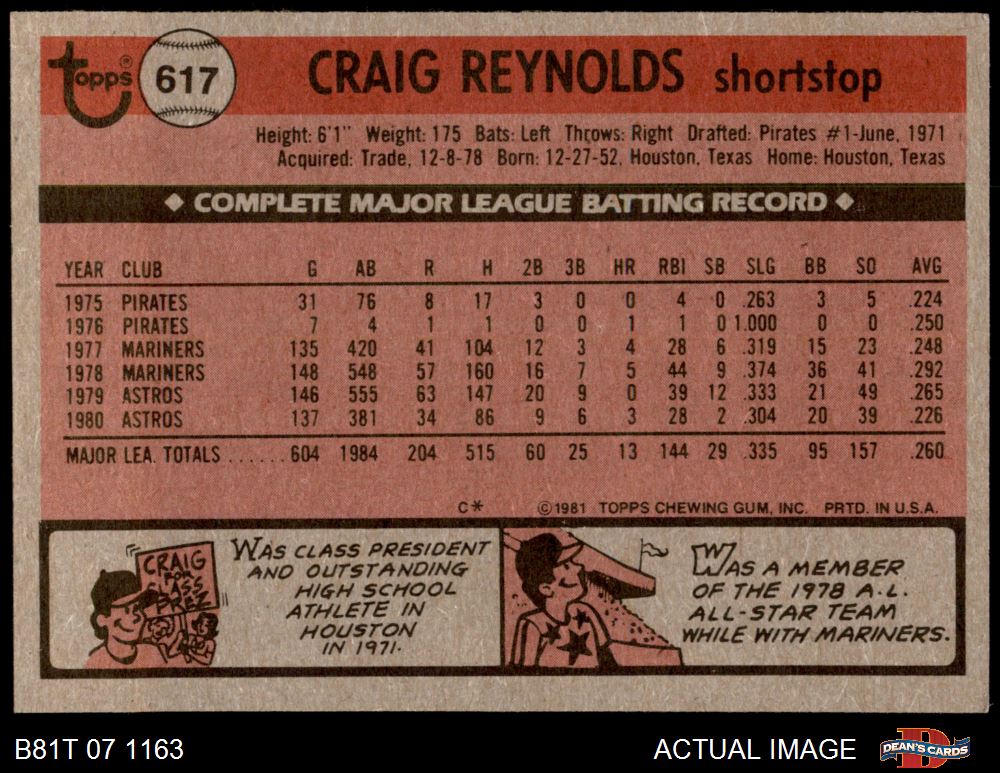 topps®
617
CRAIG REYNOLDS shortstop
Height: 6'1" Weight: 175 Bats: Left Throws: Right Drafted: Pirates #1-June, 1971
Acquired: Trade, 12-8-78 Born: 12-27-52, Houston, Texas Home: Houston, Texas
◆ COMPLETE MAJOR LEAGUE BATTING RECORD ◆
YEAR CLUB G AB R H 2B 3B HR RBI SB SLG BB SO AVG
1975 PIRATES 31 76 8 17 3 0 0 4 0 .263 3 5 .224
1976 PIRATES 7 4 1 1 0 0 1 1 0 1.000 0 0 .250
1977 MARINERS 135 420 41 104 12 3 4 28 6 .319 15 23 .248
1978 MARINERS 148 548 57 160 16 7 5 44 9 .374 36 41 .292
1979 ASTROS 146 555 63 147 20 9 0 39 12 .333 21 49 .265
1980 ASTROS 137 381 34 86 9 6 3 28 2 .304 20 39 .226
MAJOR LEA. TOTALS ...... 604 1984 204 515 60 25 13 144 29 .335 95 157 .260
C* ©1981 TOPPS CHEWING GUM, INC. PRTD. IN U.S.A.
CRAIG
FOR
CLASS
PREZ
WAS CLASS PRESIDENT
AND OUTSTANDING
HIGH SCHOOL
ATHLETE IN
HOUSTON
IN 1971.
WAS A MEMBER
OF THE 1978 A.L.
ALL-STAR TEAM
WHILE WITH MARINERS.
B81T 07 1163
ACTUAL IMAGE
DEAN'S CARDS